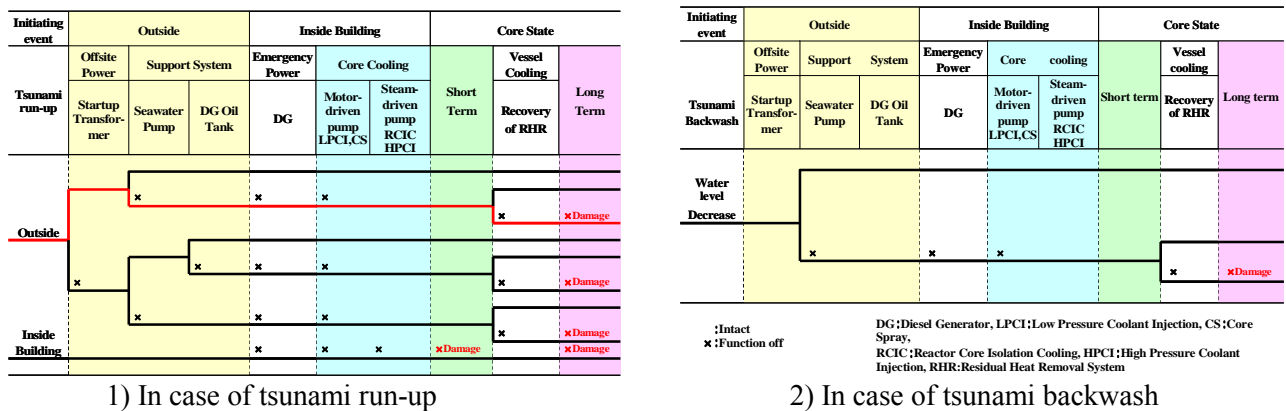 Initiating event
Outside
Inside Building
Core State
Tsunami run-up
Offsite Power
Support System
Emergency Power
Core Cooling
Short Term
Vessel Cooling
Long Term
Startup Transfor-mer
Seawater Pump
DG Oil Tank
DG
Motor-driven pump LPCI,CS
Steam-driven pump RCIC HPCI
Recovery of RHR
× × ×
× ×Damage
Outside
× × ×
× × ×Damage
× × ×
× ×Damage
Inside Building
× × × ×Damage ×Damage
1) In case of tsunami run-up
Initiating event
Outside
Inside Building
Core State
Tsunami Backwash
Offsite Power
Support System
Emergency Power
Core cooling
Short term
Vessel cooling
Long term
Startup Transfor-mer
Seawater Pump
DG Oil Tank
DG
Motor-driven pump LPCI,CS
Steam-driven pump RCIC HPCI
Recovery of RHR
Water level Decrease
× × ×
× ×Damage
:Intact
×:Function off
DG:Diesel Generator, LPCI:Low Pressure Coolant Injection, CS:Core
Spray,
RCIC:Reactor Core Isolation Cooling, HPCI:High Pressure Coolant
Injection, RHR:Residual Heat Removal System
2) In case of tsunami backwash